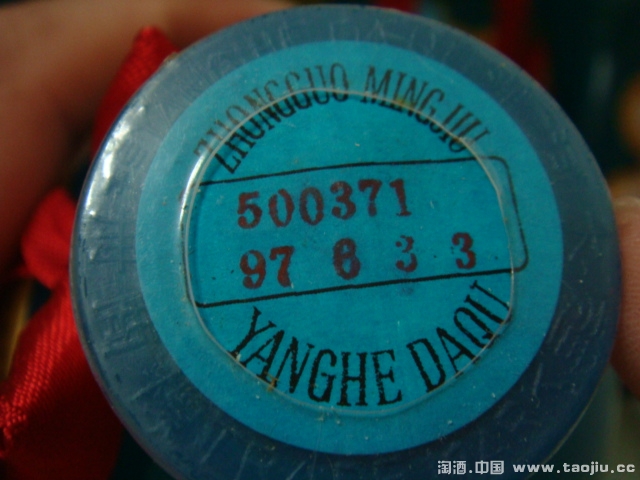 ZHONGGUO MINGJIU
500371
97 6 3 3
YANGHE DAQU
淘酒.中国 www.taojiu.cc